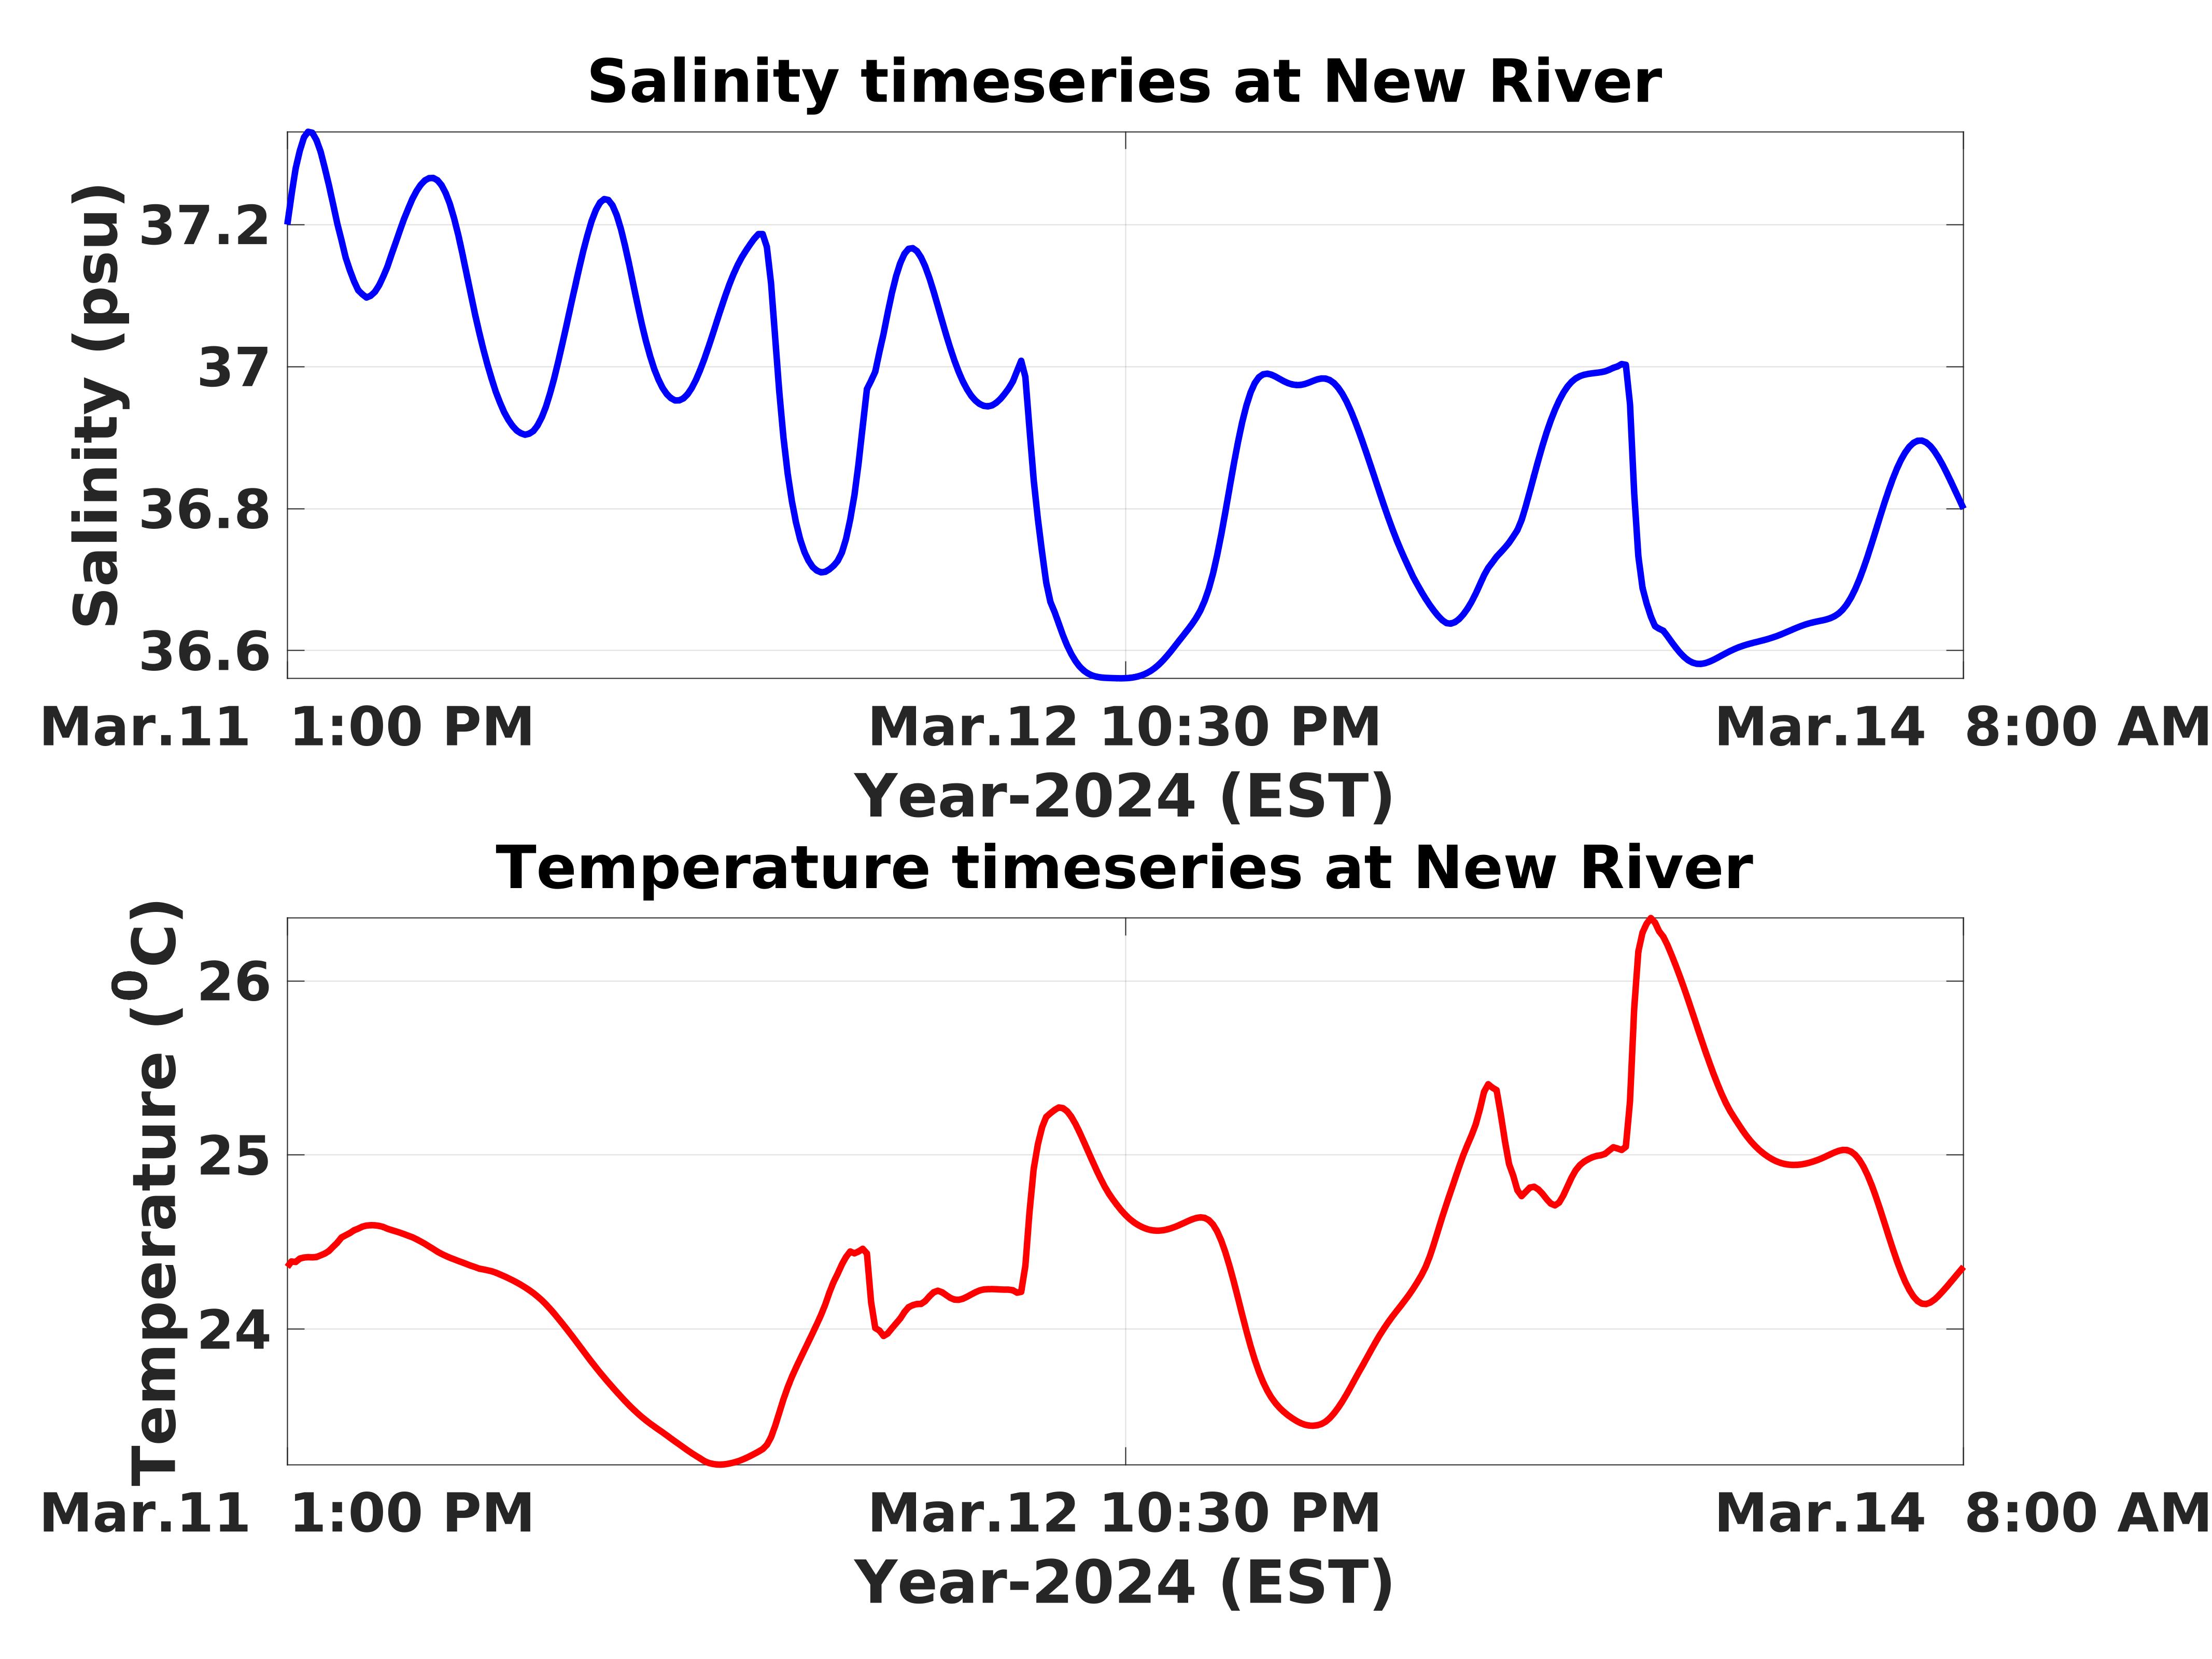 Salinity timeseries at New River
Salinity (psu)
37.2
37
36.8
36.6
Mar.11  1:00 PM
Mar.12 10:30 PM
Mar.14  8:00 AM
Year-2024 (EST)
Temperature timeseries at New River
Temperature (⁰C)
26
25
24
Mar.11  1:00 PM
Mar.12 10:30 PM
Mar.14  8:00 AM
Year-2024 (EST)